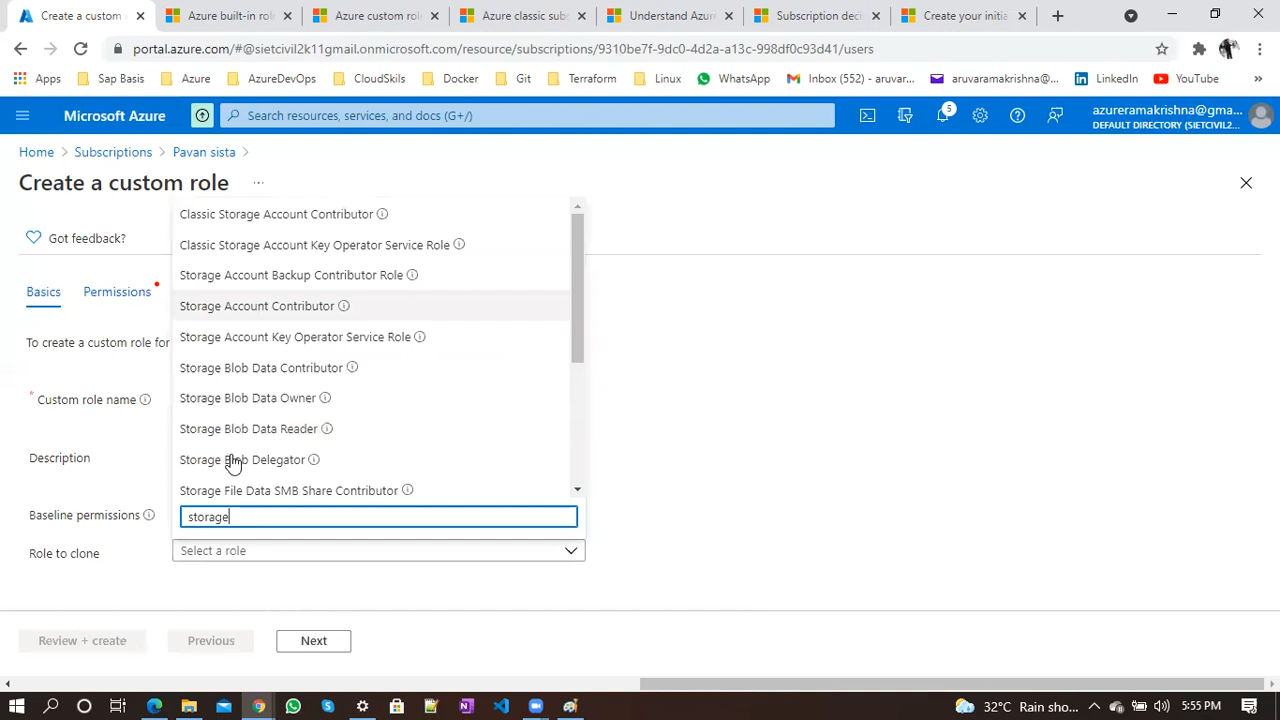 Create a custom
Azure built-in rol
Azure custom rol
Azure classic subs
Understand Azur
Subscription dec
Create your initia
portal.azure.com/#@sietcivil2k11gmail.onmicrosoft.com/resource/subscriptions/9310be7f-9dc0-4d2a-a13c-998df0c93d41/users
Apps
Sap Basis
Azure
AzureDevOps
CloudSkils
Docker
Git
Terraform
Linux
WhatsApp
Inbox (552) - aruvar...
aruvaramakrishna@...
LinkedIn
YouTube
»
Microsoft Azure
Search resources, services, and docs (G+/)
5
azureramakrishna@gma...
DEFAULT DIRECTORY (SIETCIVIL2...
Home > Subscriptions > Pavan sista >
Create a custom role ...
Got feedback?
Basics Permissions
To create a custom role for
* Custom role name
Description
Baseline permissions
Role to clone
Classic Storage Account Contributor
Classic Storage Account Key Operator Service Role
Storage Account Backup Contributor Role
Storage Account Contributor
Storage Account Key Operator Service Role
Storage Blob Data Contributor
Storage Blob Data Owner
Storage Blob Data Reader
Storage Blob Delegator
Storage File Data SMB Share Contributor
storage
Select a role
Review + create
Previous
Next
32°C Rain sho...
5:55 PM